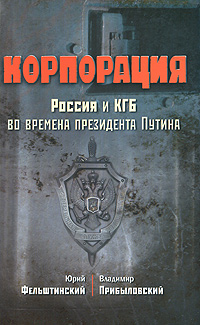 КОРПОРАЦИЯ
Россия и КГБ
во времена президента Путина
Юрий
Фельштинский
Владимир
Прибыловский